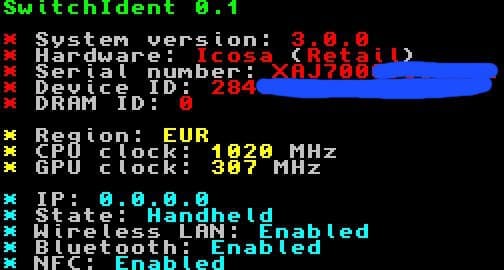 SwitchIdent 0.1
* System version: 3.0.0
* Hardware: Icosa (Retail)
* Serial number: XAJ700
* Device ID: 284
* DRAM ID: 0
* Region: EUR
* CPU clock: 1020 MHz
* GPU clock: 307 MHz
* IP: 0.0.0.0
* State: Handheld
* Wireless LAN: Enabled
* Bluetooth: Enabled
* NFC: Enabled